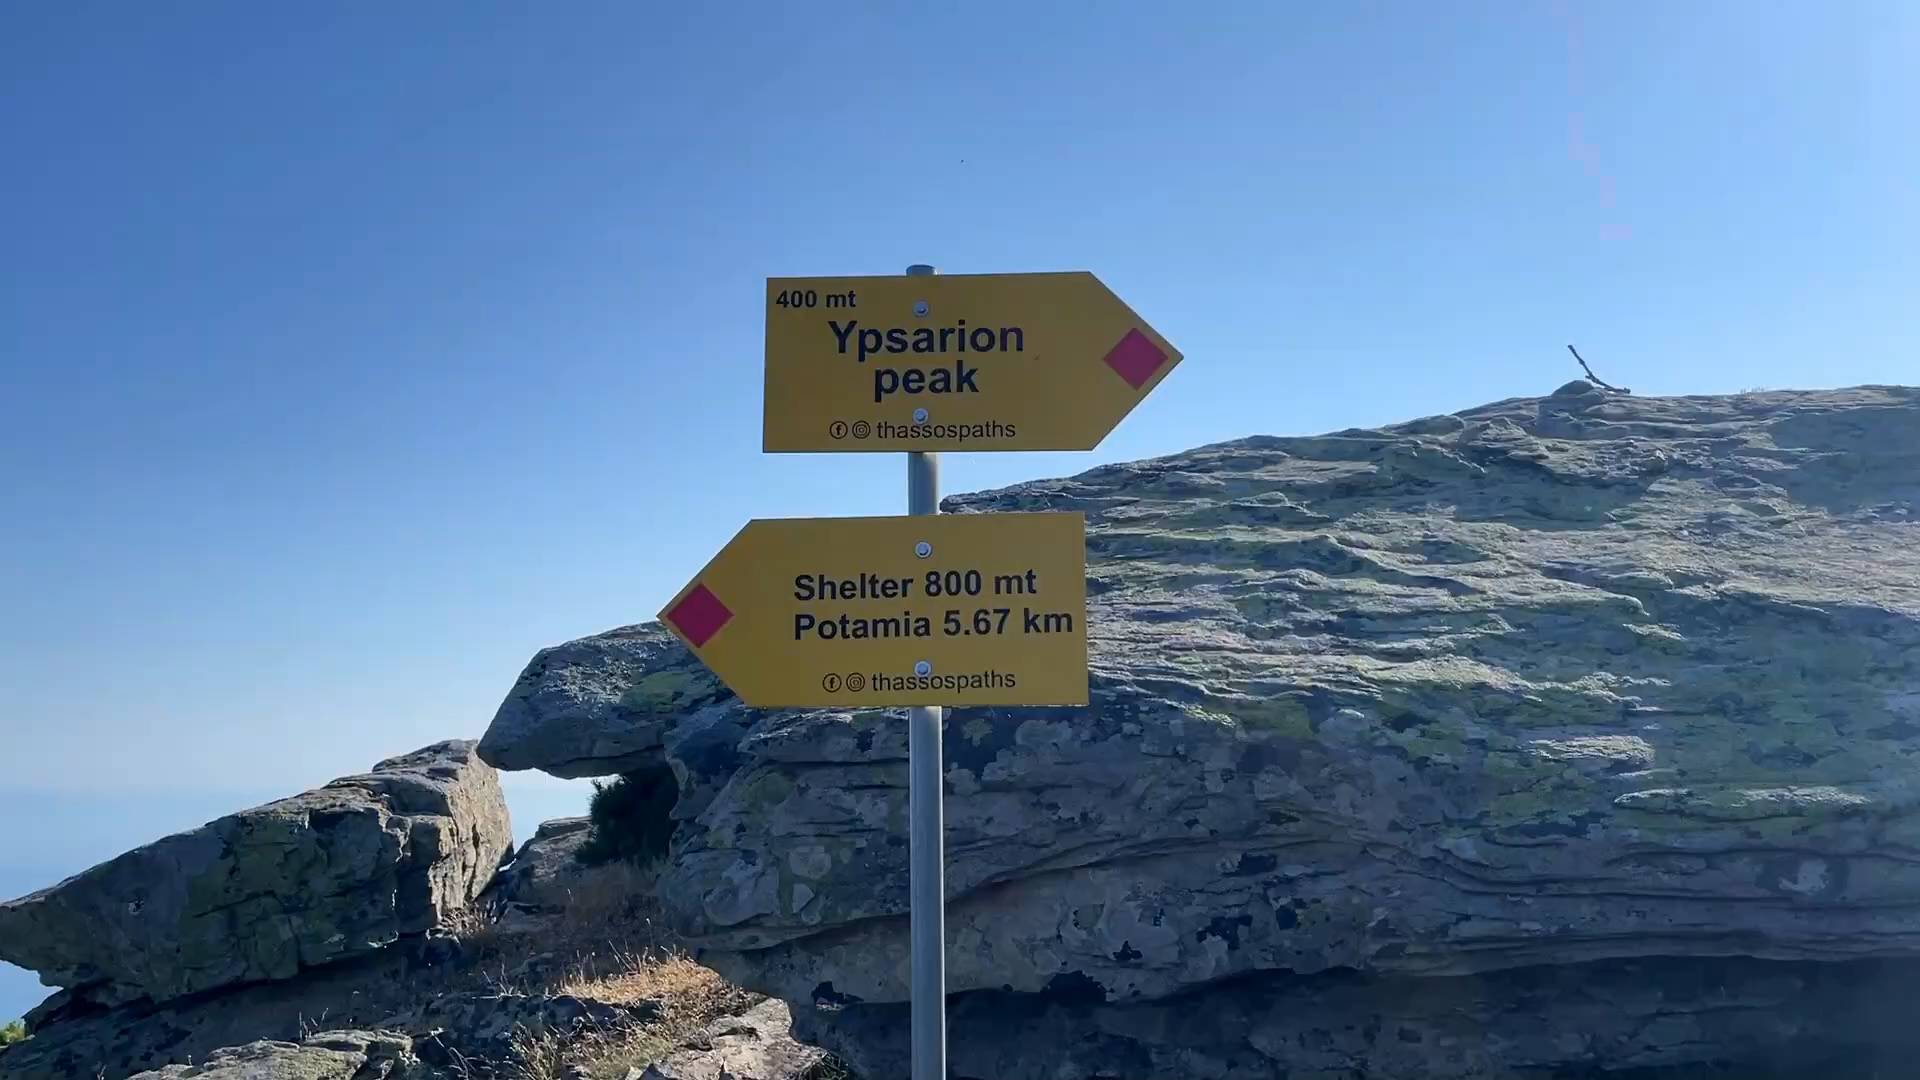 400 mt
Ypsarion
peak
thassospaths
Shelter 800 mt
Potamia 5.67 km
thassospaths